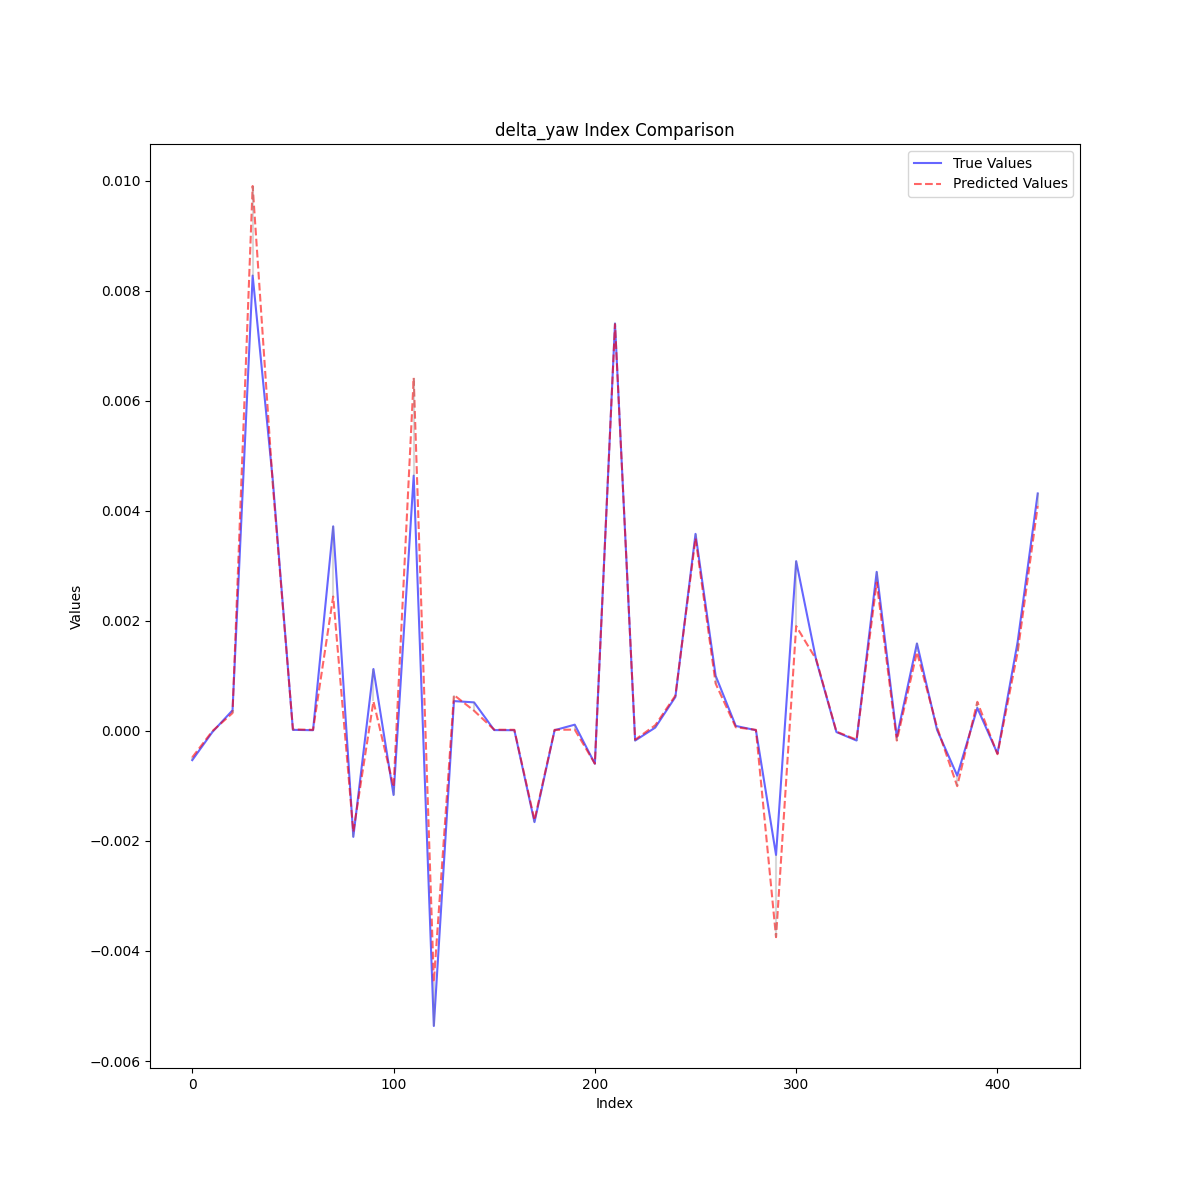 delta_yaw Index Comparison
True Values
Predicted Values
0.010
0.008
0.006
0.004
0.002
0.000
−0.002
−0.004
−0.006
Values
0 100 200 300 400
Index